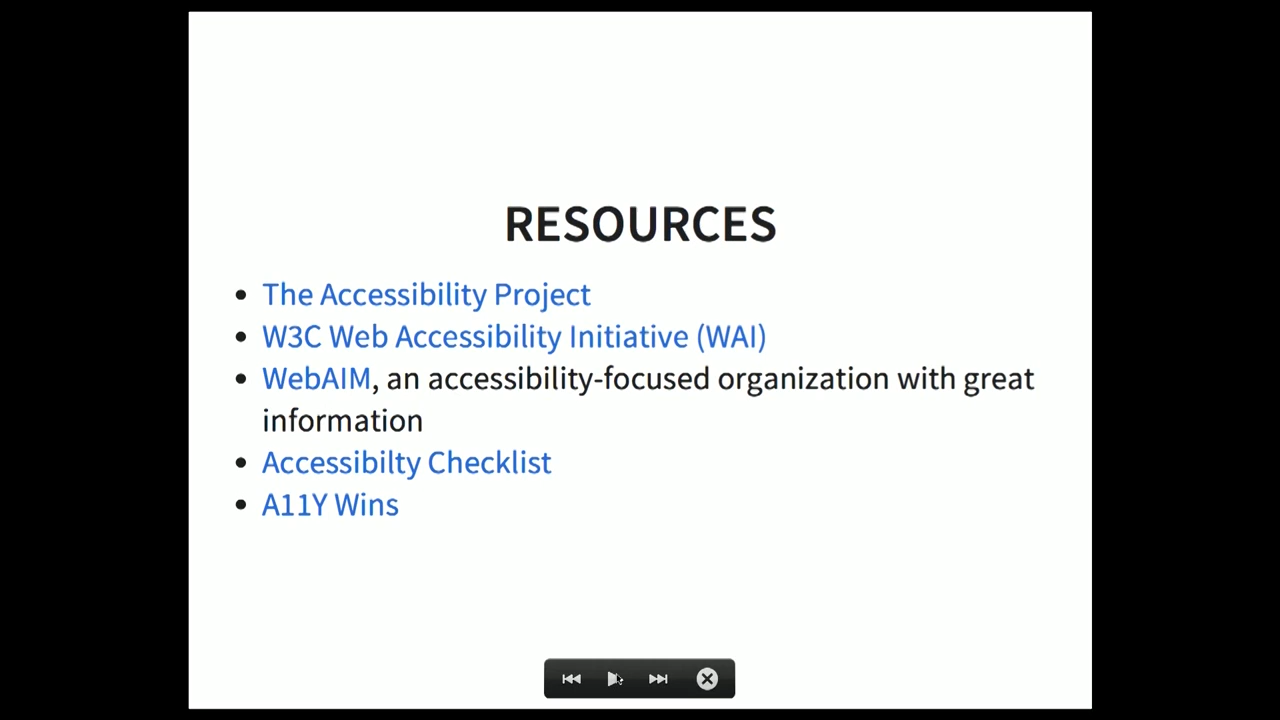 RESOURCES
• The Accessibility Project
• W3C Web Accessibility Initiative (WAI)
• WebAIM, an accessibility-focused organization with great
information
• Accessibilty Checklist
• A11Y Wins